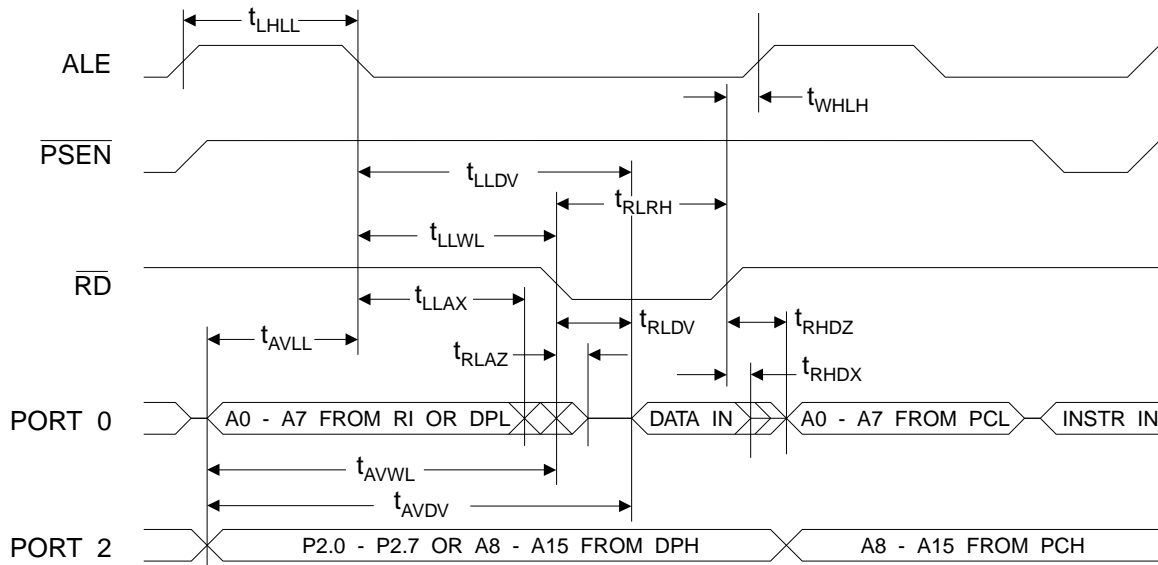 tLHLL
ALE
tWHLH
PSEN
tLLDV
tRLRH
tLLWL
RD
tLLAX
tRLDV
tRHDZ
tAVLL
tRLAZ
tRHDX
PORT 0
A0 - A7 FROM RI OR DPL
DATA IN
A0 - A7 FROM PCL
INSTR IN
tAVWL
tAVDV
PORT 2
P2.0 - P2.7 OR A8 - A15 FROM DPH
A8 - A15 FROM PCH